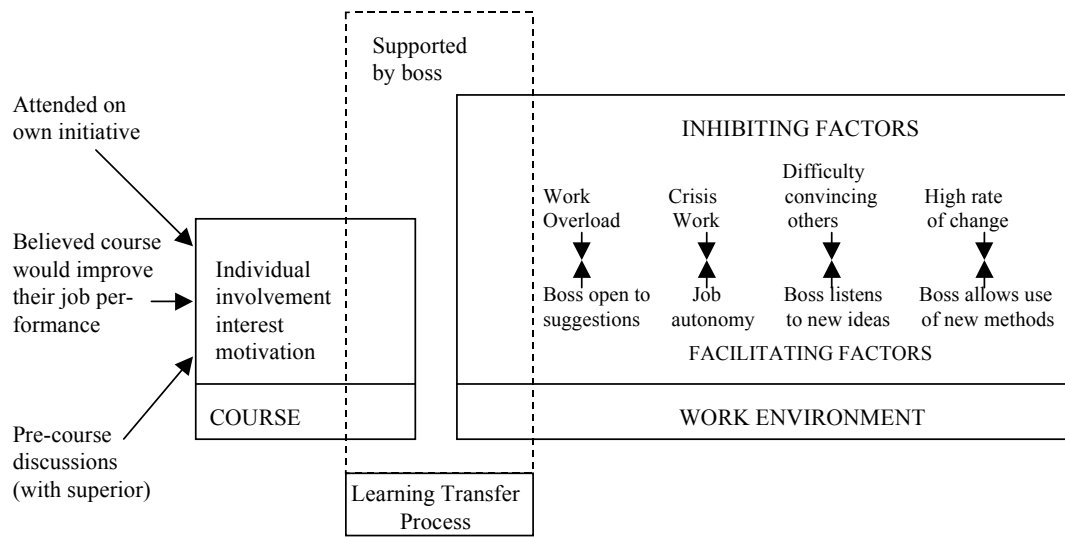 Supported
by boss
Attended on
own initiative
Believed course
would improve
their job per-
formance
Pre-course
discussions
(with superior)
Individual
involvement
interest
motivation
COURSE
Learning Transfer
Process
INHIBITING FACTORS
Work
Overload
Crisis
Work
Difficulty
convincing
others
High rate
of change
Boss open to
suggestions
Job
autonomy
Boss listens
to new ideas
Boss allows use
of new methods
FACILITATING FACTORS
WORK ENVIRONMENT